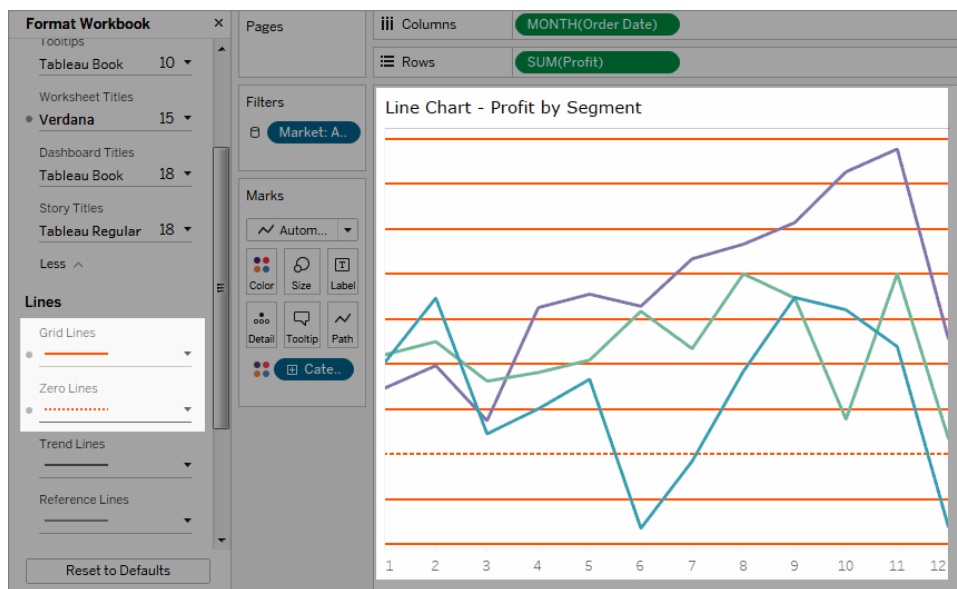 Format Workbook ×
Tooltips
Tableau Book 10
Worksheet Titles
Verdana 15
Dashboard Titles
Tableau Book 18
Story Titles
Tableau Regular 18
Less
Lines
Grid Lines
Zero Lines
Trend Lines
Reference Lines
Reset to Defaults
Pages
Filters
Market: A..
Marks
Autom...
Color Size Label
T
Detail Tooltip Path
Cate..
Columns MONTH(Order Date)
Rows SUM(Profit)
Line Chart - Profit by Segment
1 2 3 4 5 6 7 8 9 10 11 12